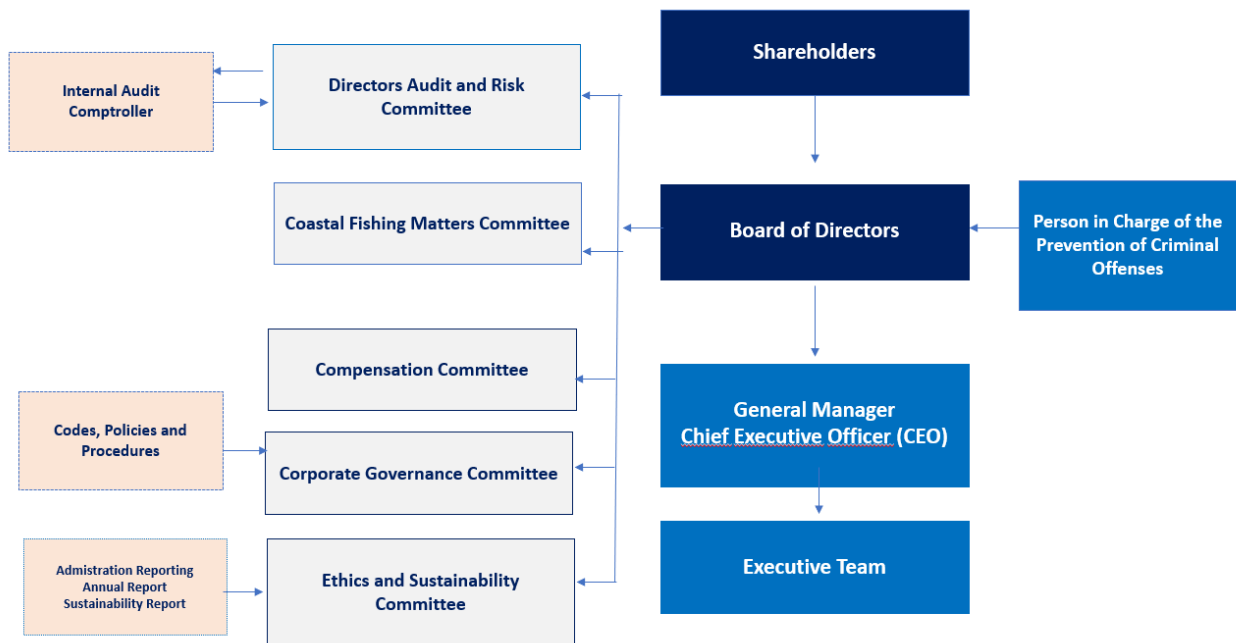 Shareholders
Internal Audit
Comptroller
Directors Audit and Risk
Committee
Coastal Fishing Matters Committee
Board of Directors
Person in Charge of the
Prevention of Criminal
Offenses
Compensation Committee
General Manager
Chief Executive Officer (CEO)
Codes, Policies and
Procedures
Corporate Governance Committee
Admistration Reporting
Annual Report
Sustainability Report
Ethics and Sustainability
Committee
Executive Team